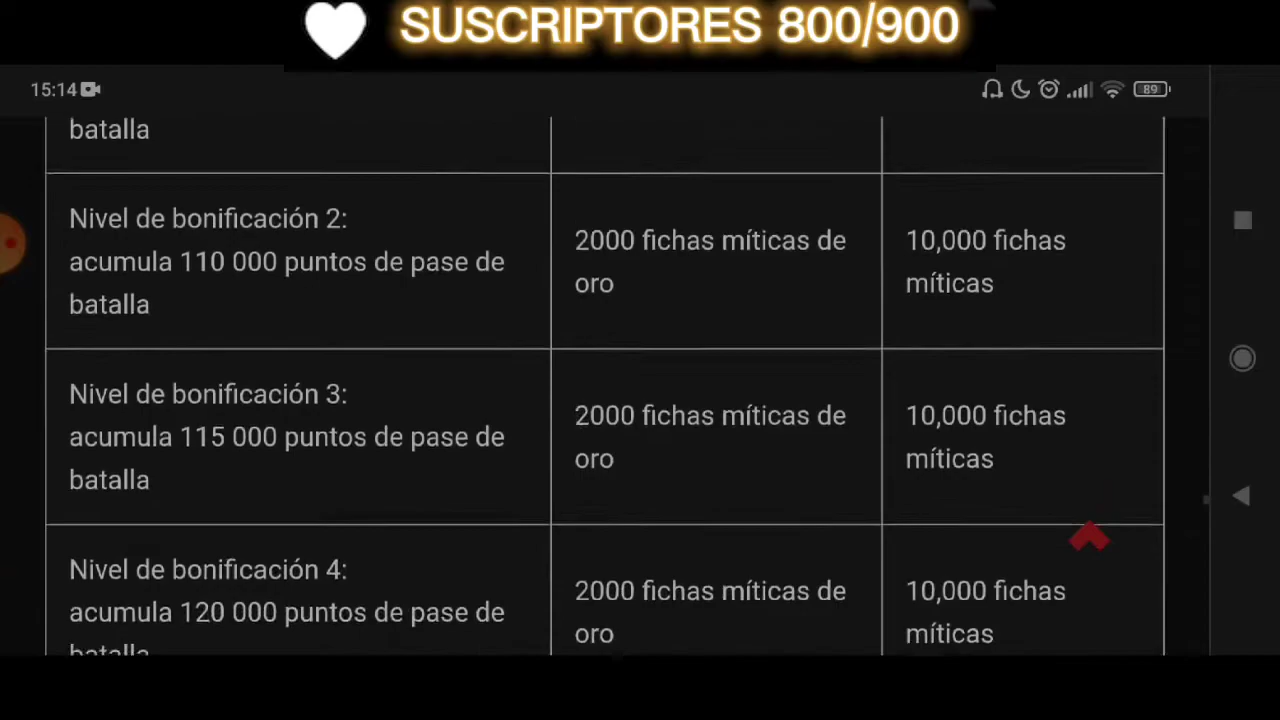 SUSCRIPTORES 800/900
15:14
89
batalla
Nivel de bonificación 2:
acumula 110 000 puntos de pase de
batalla
2000 fichas míticas de
oro
10,000 fichas
míticas
Nivel de bonificación 3:
acumula 115 000 puntos de pase de
batalla
2000 fichas míticas de
oro
10,000 fichas
míticas
Nivel de bonificación 4:
acumula 120 000 puntos de pase de
batalla
2000 fichas míticas de
oro
10,000 fichas
míticas